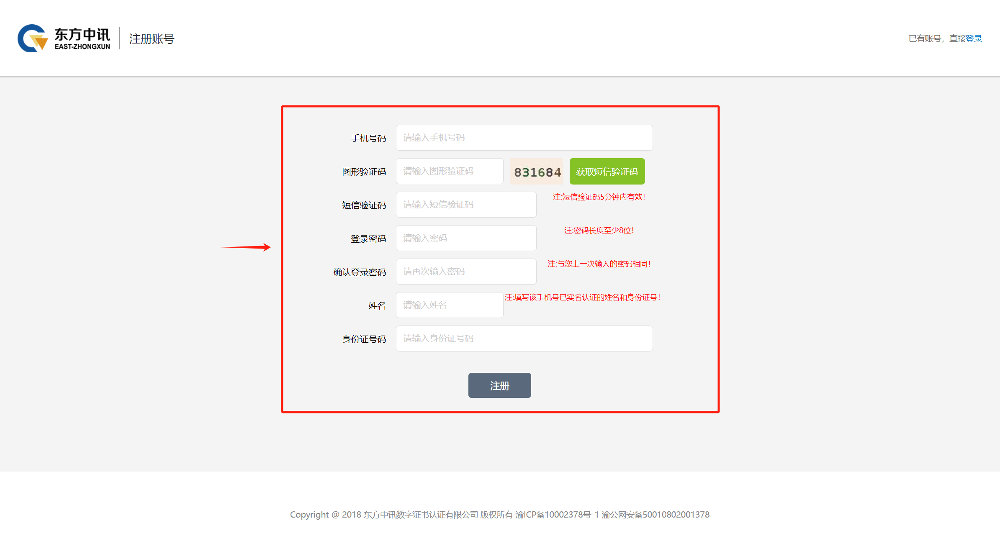 东方中讯
EAST-ZHONGXUN
注册账号
已有账号，直接登录
手机号码 请输入手机号码
图形验证码 请输入图形验证码 831684 获取短信验证码
短信验证码 请输入短信验证码 注:短信验证码5分钟内有效!
登录密码 请输入密码 注:密码长度至少8位!
确认登录密码 请再次输入密码 注:与您上一次输入的密码相同!
姓名 请输入姓名 注:填写该手机号已实名认证的姓名和身份证号!
身份证号码 请输入身份证号码
注册
Copyright @ 2018 东方中讯数字证书认证有限公司 版权所有 渝ICP备10002378号-1 渝公网安备50010802001378